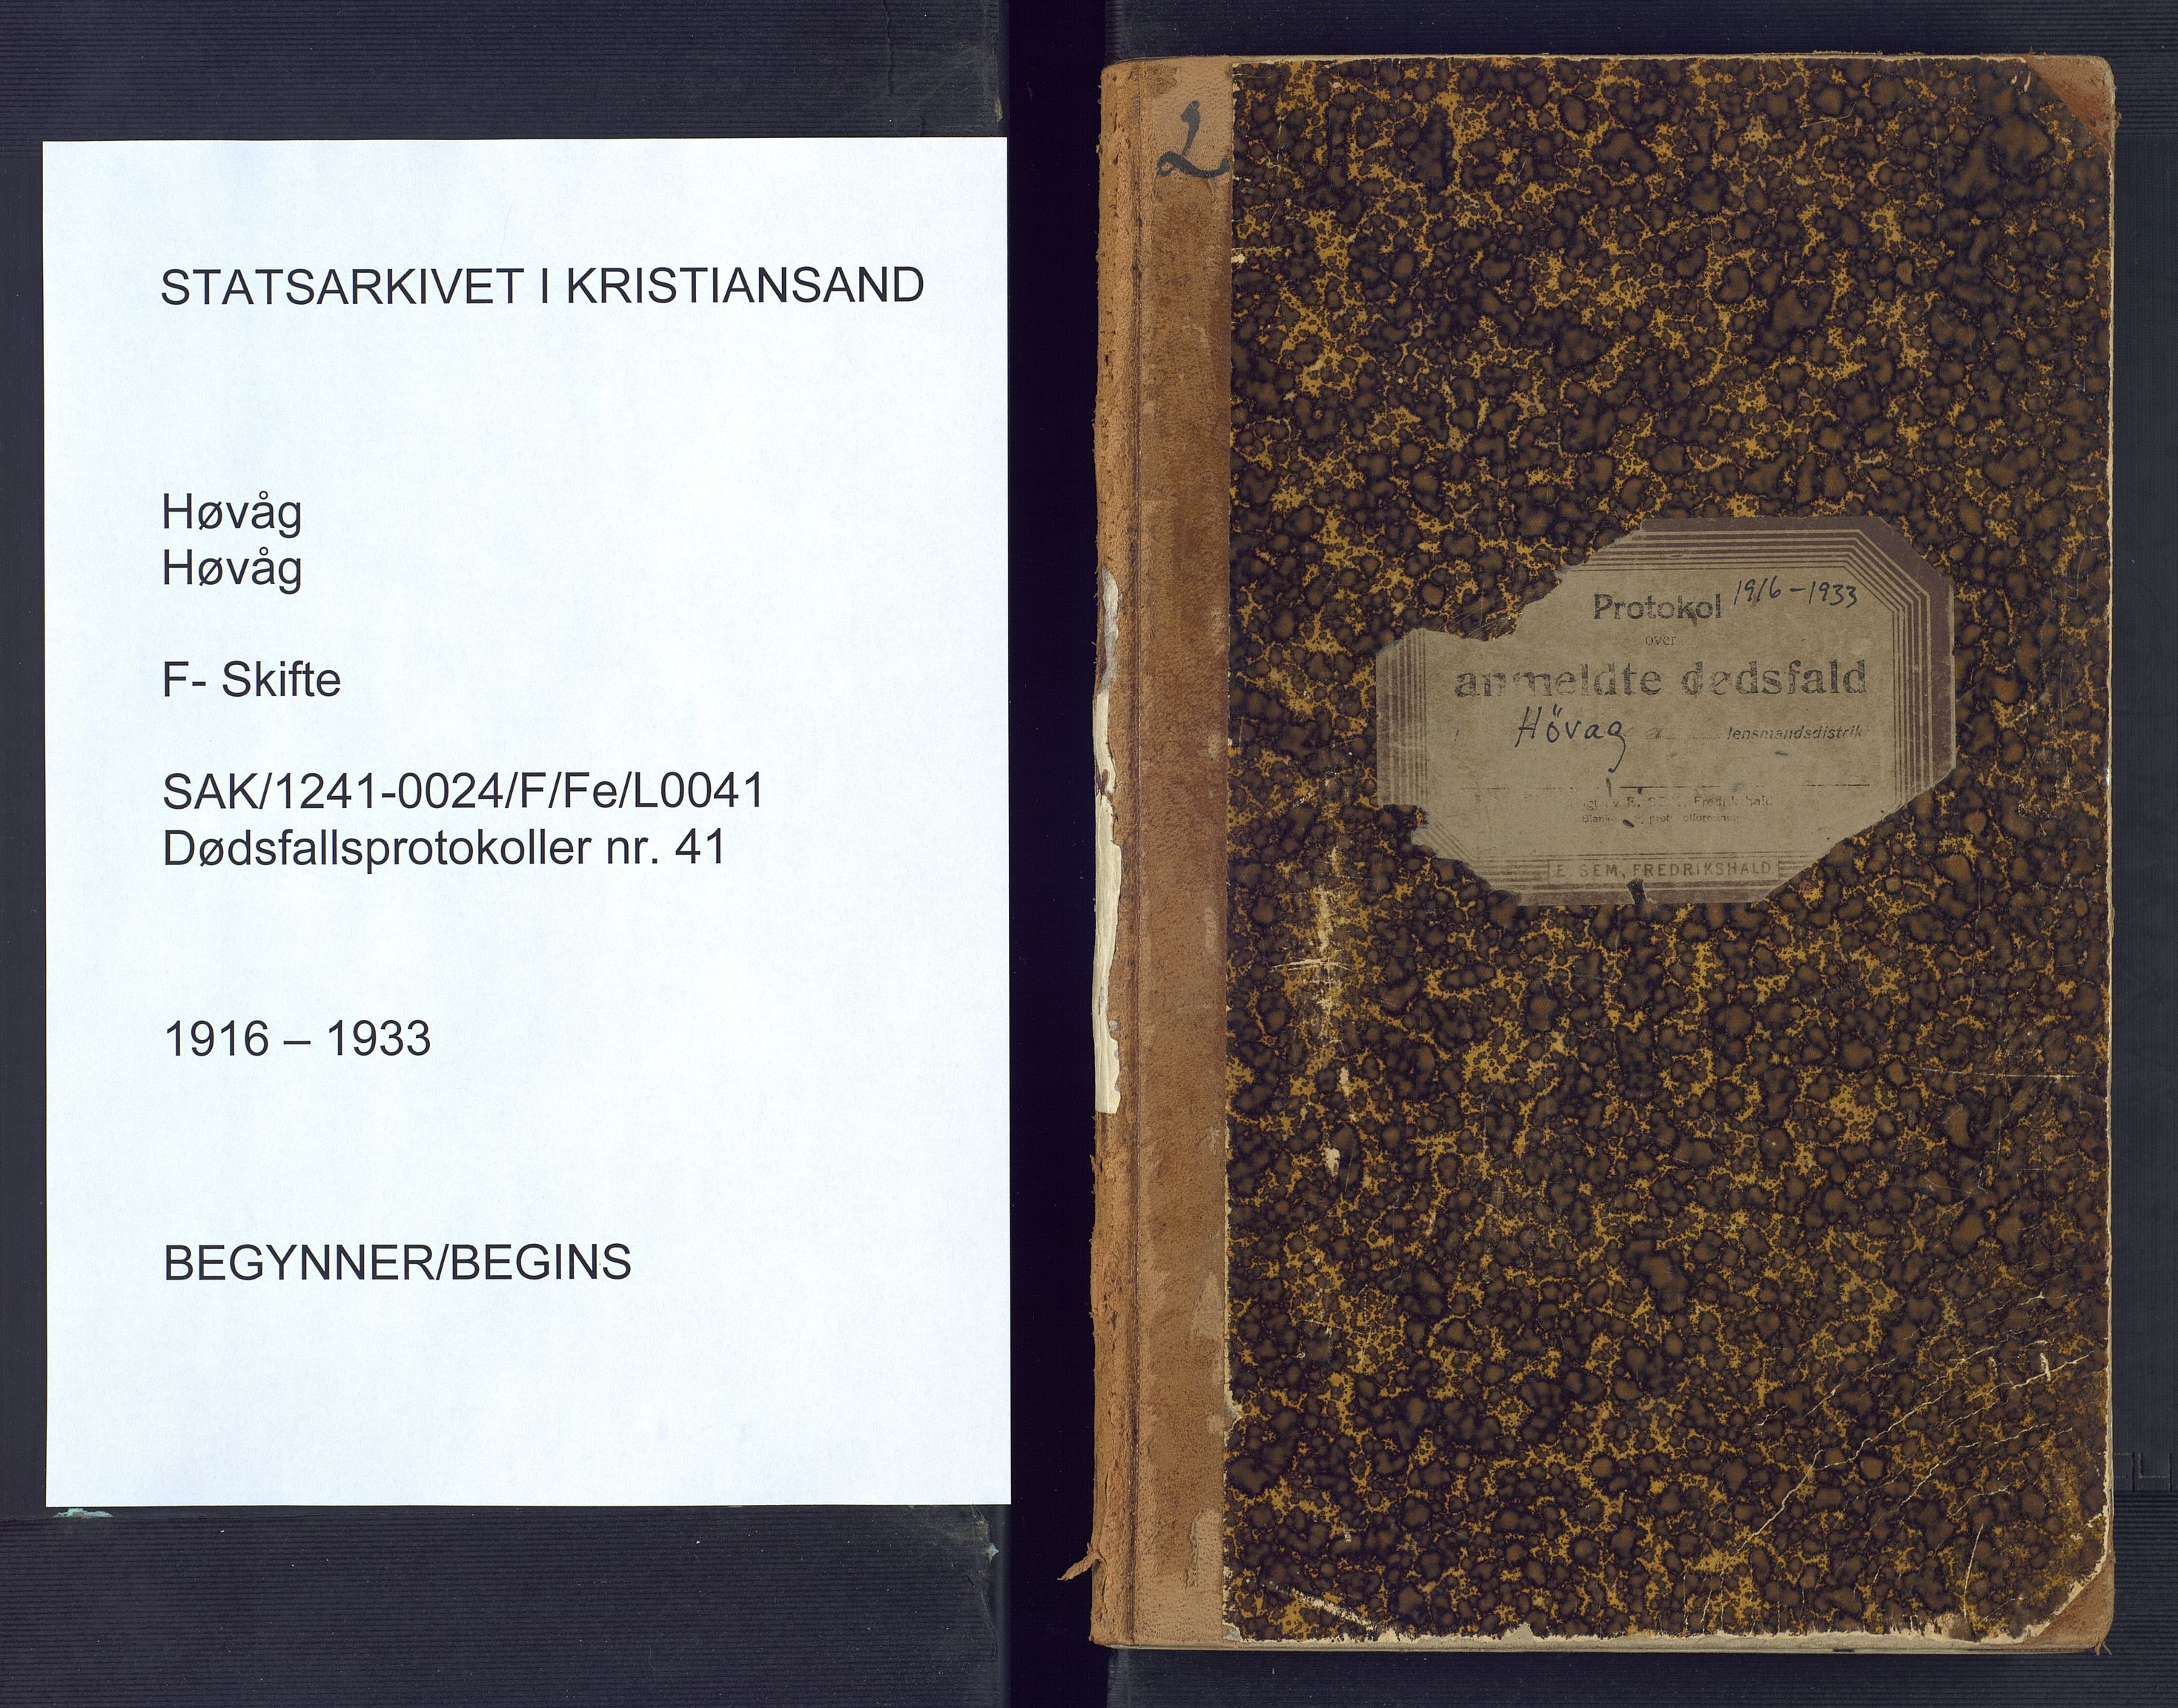 STATSARKIVET I KRISTIANSAND
Høvåg
Høvåg
F- Skifte
SAK/1241-0024/F/Fe/L0041
Dødsfallsprotokoller nr. 41
1916 – 1933
BEGYNNER/BEGINS
2
Protokol 1916-1933
over
anmeldte dødsfald
Hövag lensmandsdistrik
E. SEM, FREDRIKSHALD